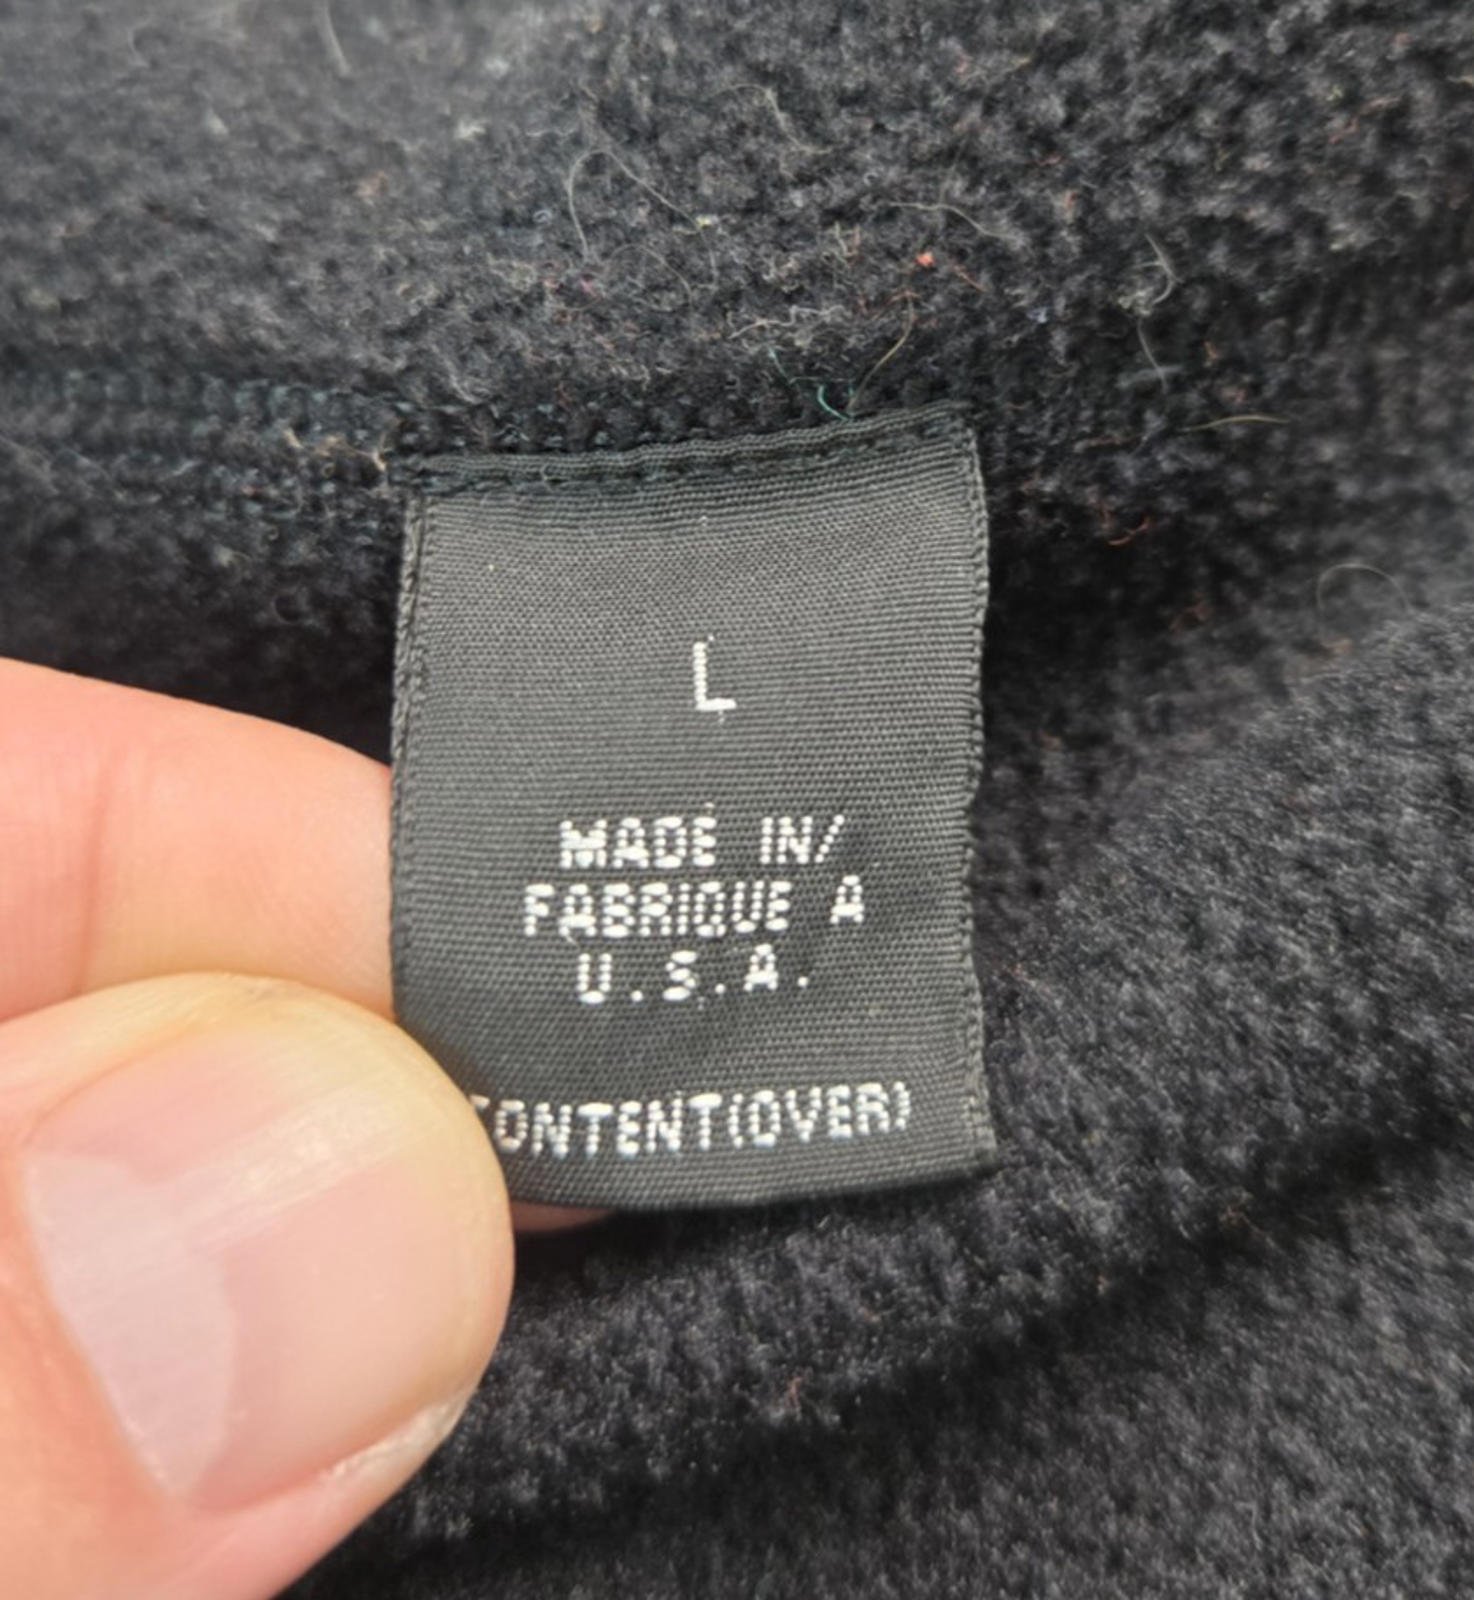 L
MADE IN/
FABRIQUE A
U.S.A.
CONTENT(OVER)